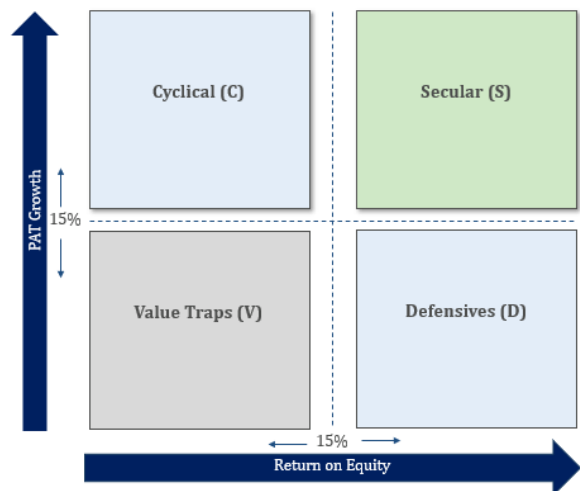 Cyclical (C)
Secular (S)
PAT Growth
15%
Value Traps (V)
Defensives (D)
15%
Return on Equity